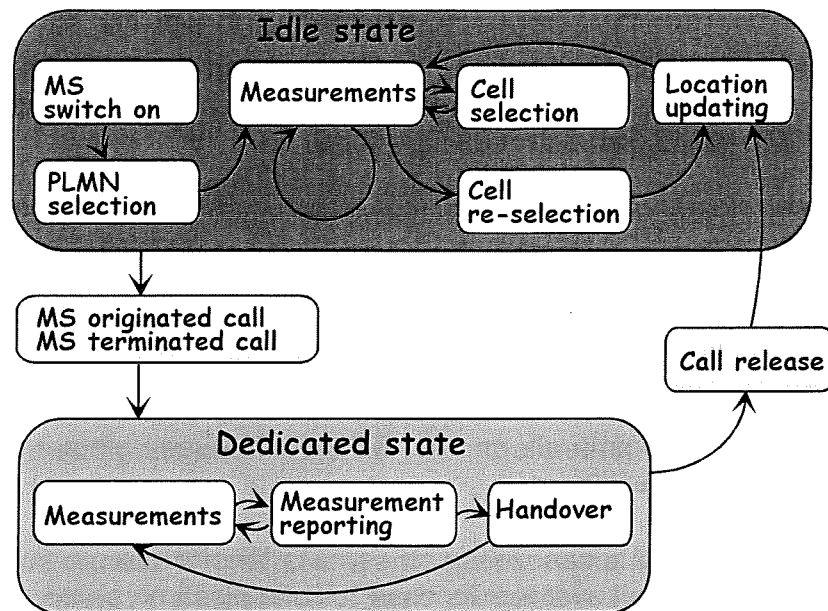 Idle state
MS
switch on
Measurements
Cell
selection
Location
updating
PLMN
selection
Cell
re-selection
MS originated call
MS terminated call
Call release
Dedicated state
Measurements
Measurement
reporting
Handover